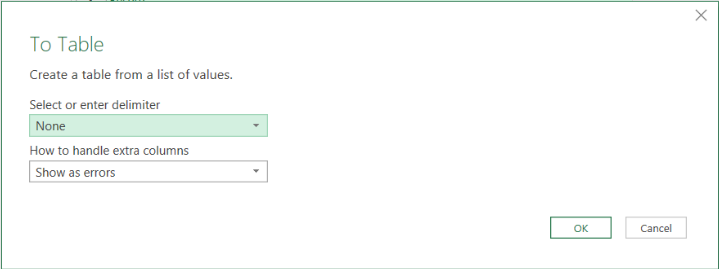 To Table
Create a table from a list of values.
Select or enter delimiter
None
How to handle extra columns
Show as errors
OK
Cancel